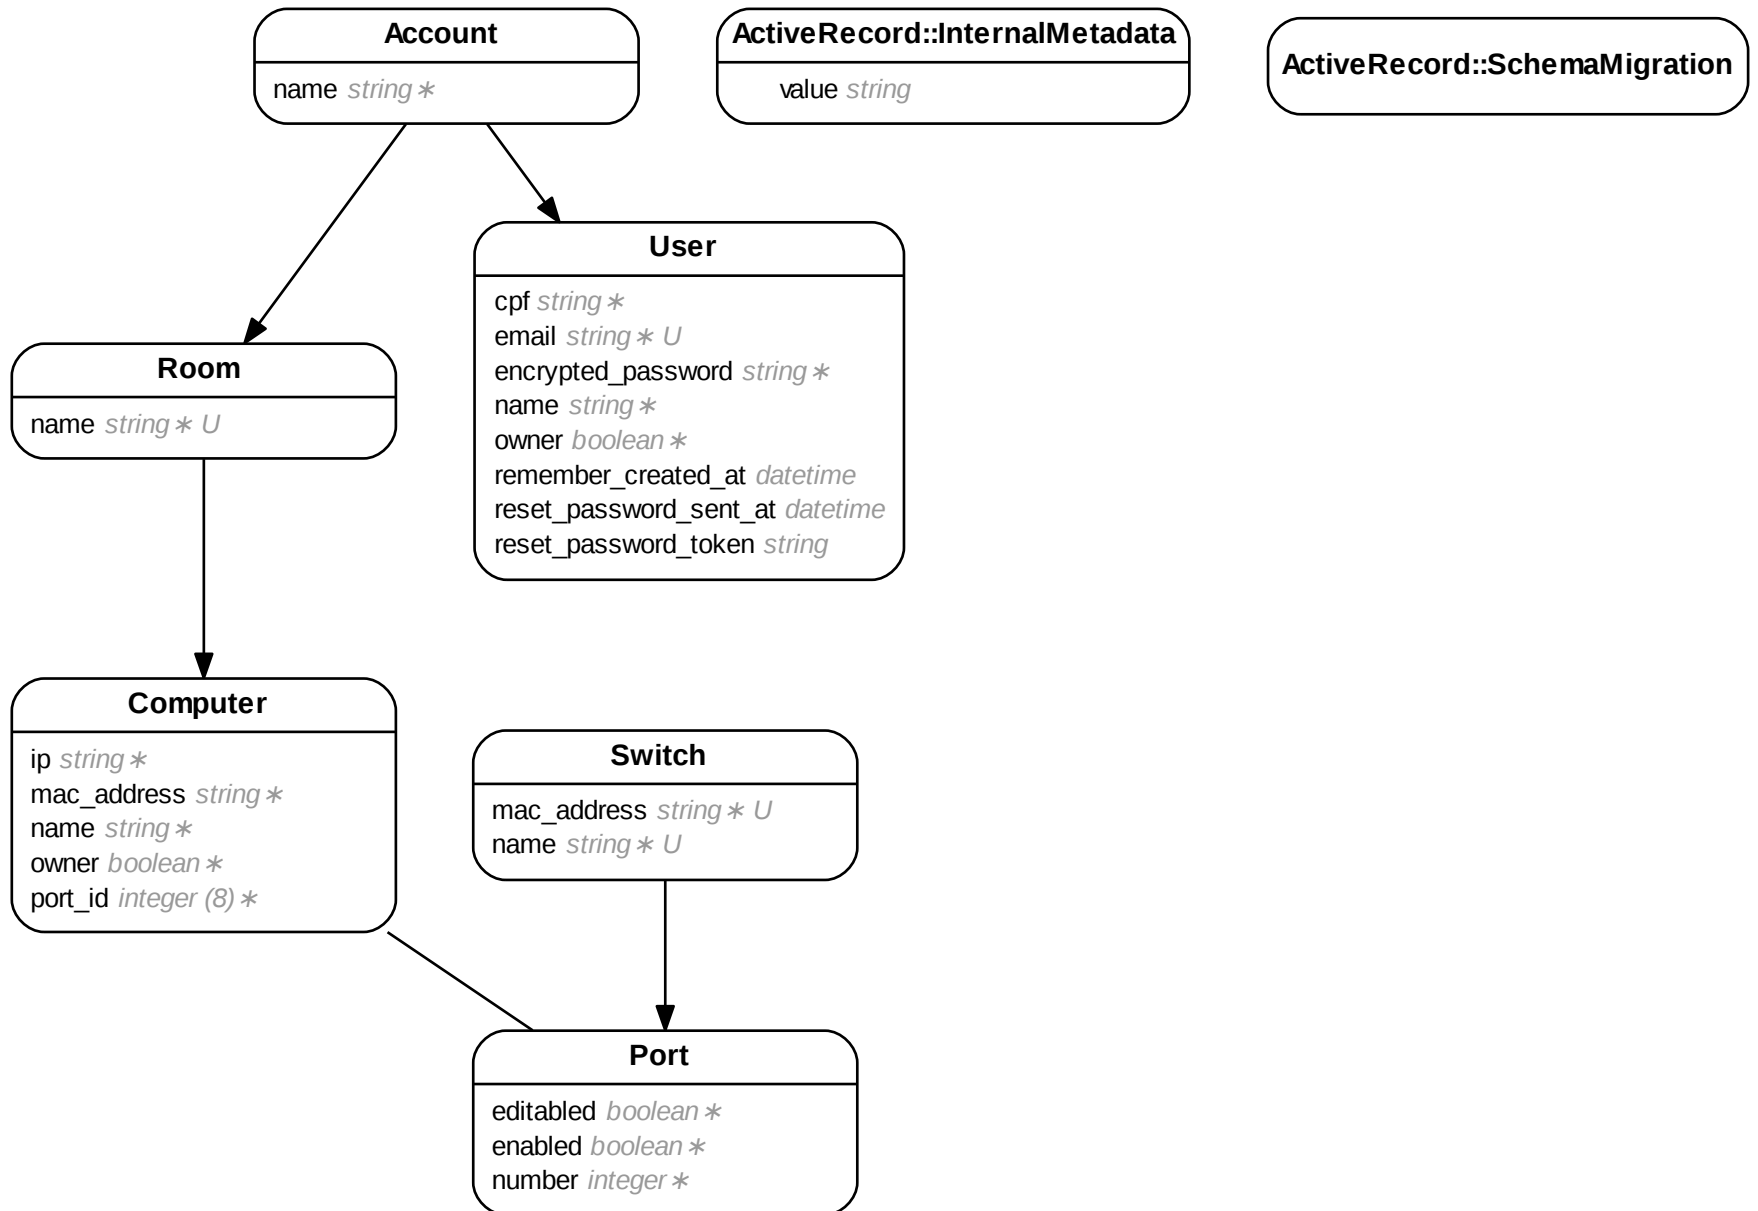 Account
name string ∗
ActiveRecord::InternalMetadata
value string
ActiveRecord::SchemaMigration
User
cpf string ∗
email string ∗ U
encrypted_password string ∗
name string ∗
owner boolean ∗
remember_created_at datetime
reset_password_sent_at datetime
reset_password_token string
Room
name string ∗ U
Computer
ip string ∗
mac_address string ∗
name string ∗
owner boolean ∗
port_id integer (8) ∗
Switch
mac_address string ∗ U
name string ∗ U
Port
editabled boolean ∗
enabled boolean ∗
number integer ∗